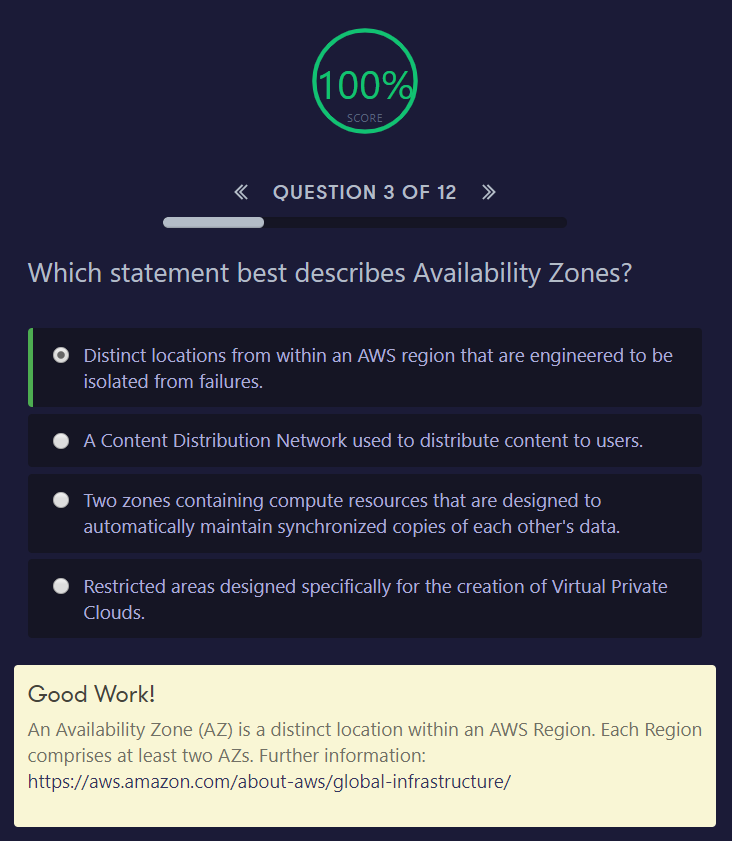 100%
SCORE
QUESTION 3 OF 12
Which statement best describes Availability Zones?
Distinct locations from within an AWS region that are engineered to be
isolated from failures.
A Content Distribution Network used to distribute content to users.
Two zones containing compute resources that are designed to
automatically maintain synchronized copies of each other's data.
Restricted areas designed specifically for the creation of Virtual Private
Clouds.
Good Work!
An Availability Zone (AZ) is a distinct location within an AWS Region. Each Region
comprises at least two AZs. Further information:
https://aws.amazon.com/about-aws/global-infrastructure/